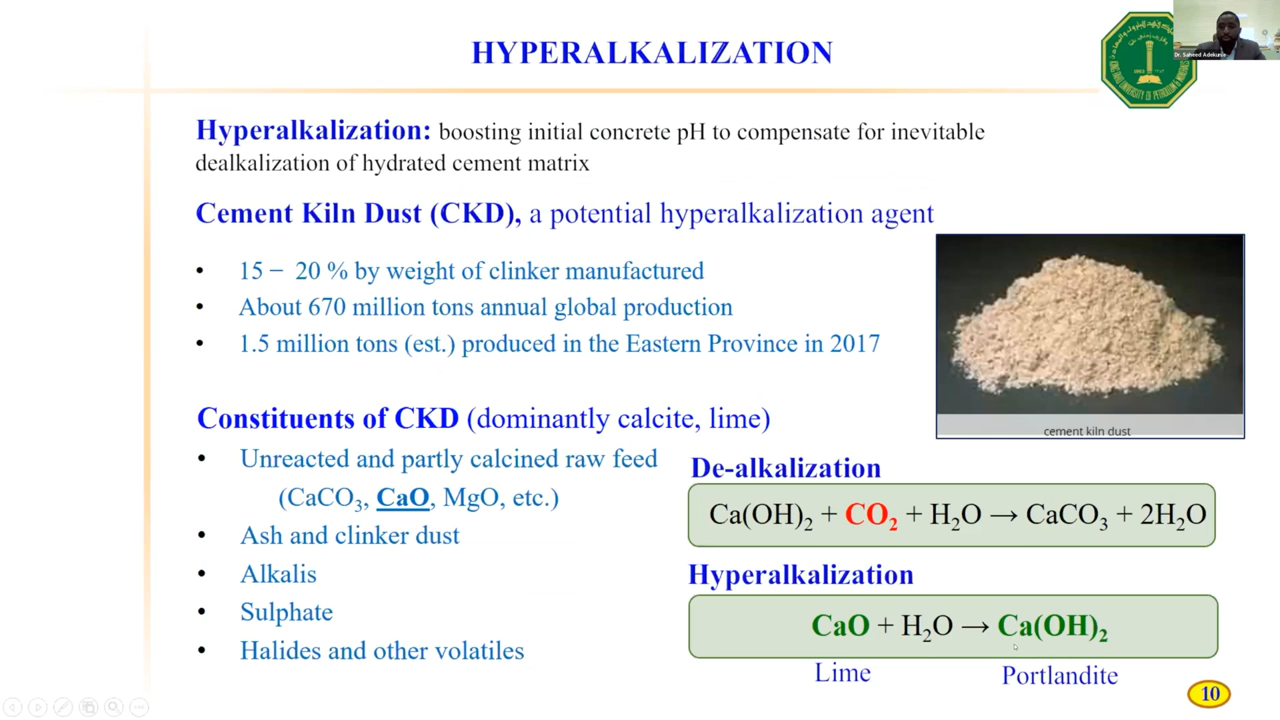 HYPERALKALIZATION
Dr. Saheed Adekunle
Hyperalkalization: boosting initial concrete pH to compensate for inevitable
dealkalization of hydrated cement matrix
Cement Kiln Dust (CKD), a potential hyperalkalization agent
• 15 − 20 % by weight of clinker manufactured
• About 670 million tons annual global production
• 1.5 million tons (est.) produced in the Eastern Province in 2017
cement kiln dust
Constituents of CKD (dominantly calcite, lime)
• Unreacted and partly calcined raw feed
(CaCO₃, CaO, MgO, etc.)
• Ash and clinker dust
• Alkalis
• Sulphate
• Halides and other volatiles
De-alkalization
Ca(OH)₂ + CO₂ + H₂O → CaCO₃ + 2H₂O
Hyperalkalization
CaO + H₂O → Ca(OH)₂
Lime Portlandite
10